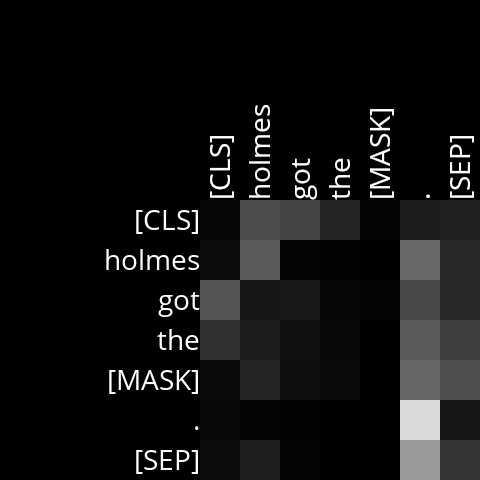 [CLS] holmes got the [MASK] . [SEP]
[CLS]
holmes
got
the
[MASK]
.
[SEP]